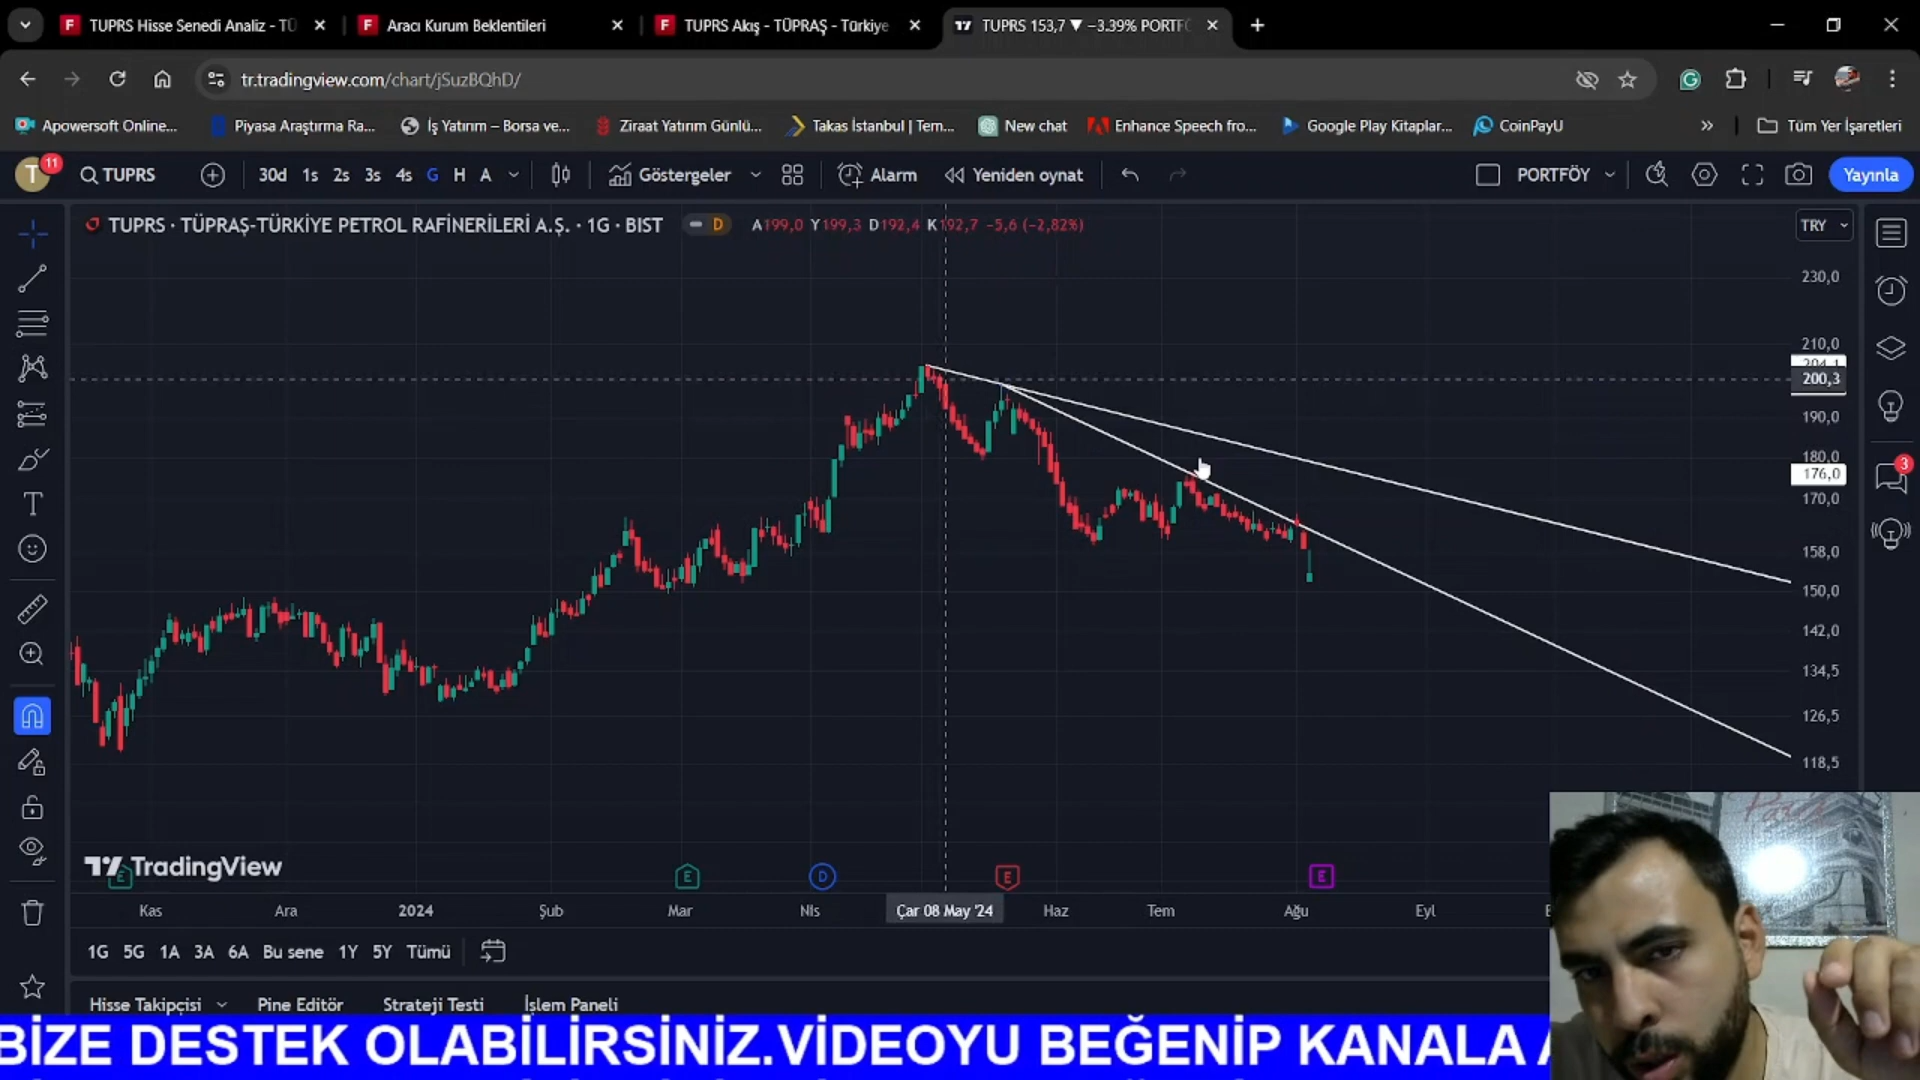 TUPRS Hisse Senedi Analiz - TÜ
Aracı Kurum Beklentileri
TUPRS Akış - TÜPRAŞ - Türkiye
TUPRS 153,7 ▼ −3.39% PORTFÖ
tr.tradingview.com/chart/jSuzBQhD/
Apowersoft Online...
Piyasa Araştırma Ra...
İş Yatırım – Borsa ve...
Ziraat Yatırım Günlü...
Takas İstanbul | Tem...
New chat
Enhance Speech fro...
Google Play Kitaplar...
CoinPayU
Tüm Yer İşaretleri
T 11
TUPRS
30d 1s 2s 3s 4s G H A
Göstergeler
Alarm
Yeniden oynat
PORTFÖY
Yayınla
TUPRS · TÜPRAŞ-TÜRKİYE PETROL RAFİNERİLERİ A.Ş. · 1G · BIST
D
A199,0 Y199,3 D192,4 K192,7 −5,6 (−2,82%)
TRY
230,0
210,0
204,1
200,3
190,0
180,0
176,0
170,0
158,0
150,0
142,0
134,5
126,5
118,5
3
TradingView
E E D E E
Kas Ara 2024 Şub Mar Nis Çar 08 May '24 Haz Tem Ağu Eyl
1G 5G 1A 3A 6A Bu sene 1Y 5Y Tümü
Hisse Takipçisi
Pine Editör
Strateji Testi
İşlem Paneli
BİZE DESTEK OLABİLİRSİNİZ.VİDEOYU BEĞENİP KANALA A